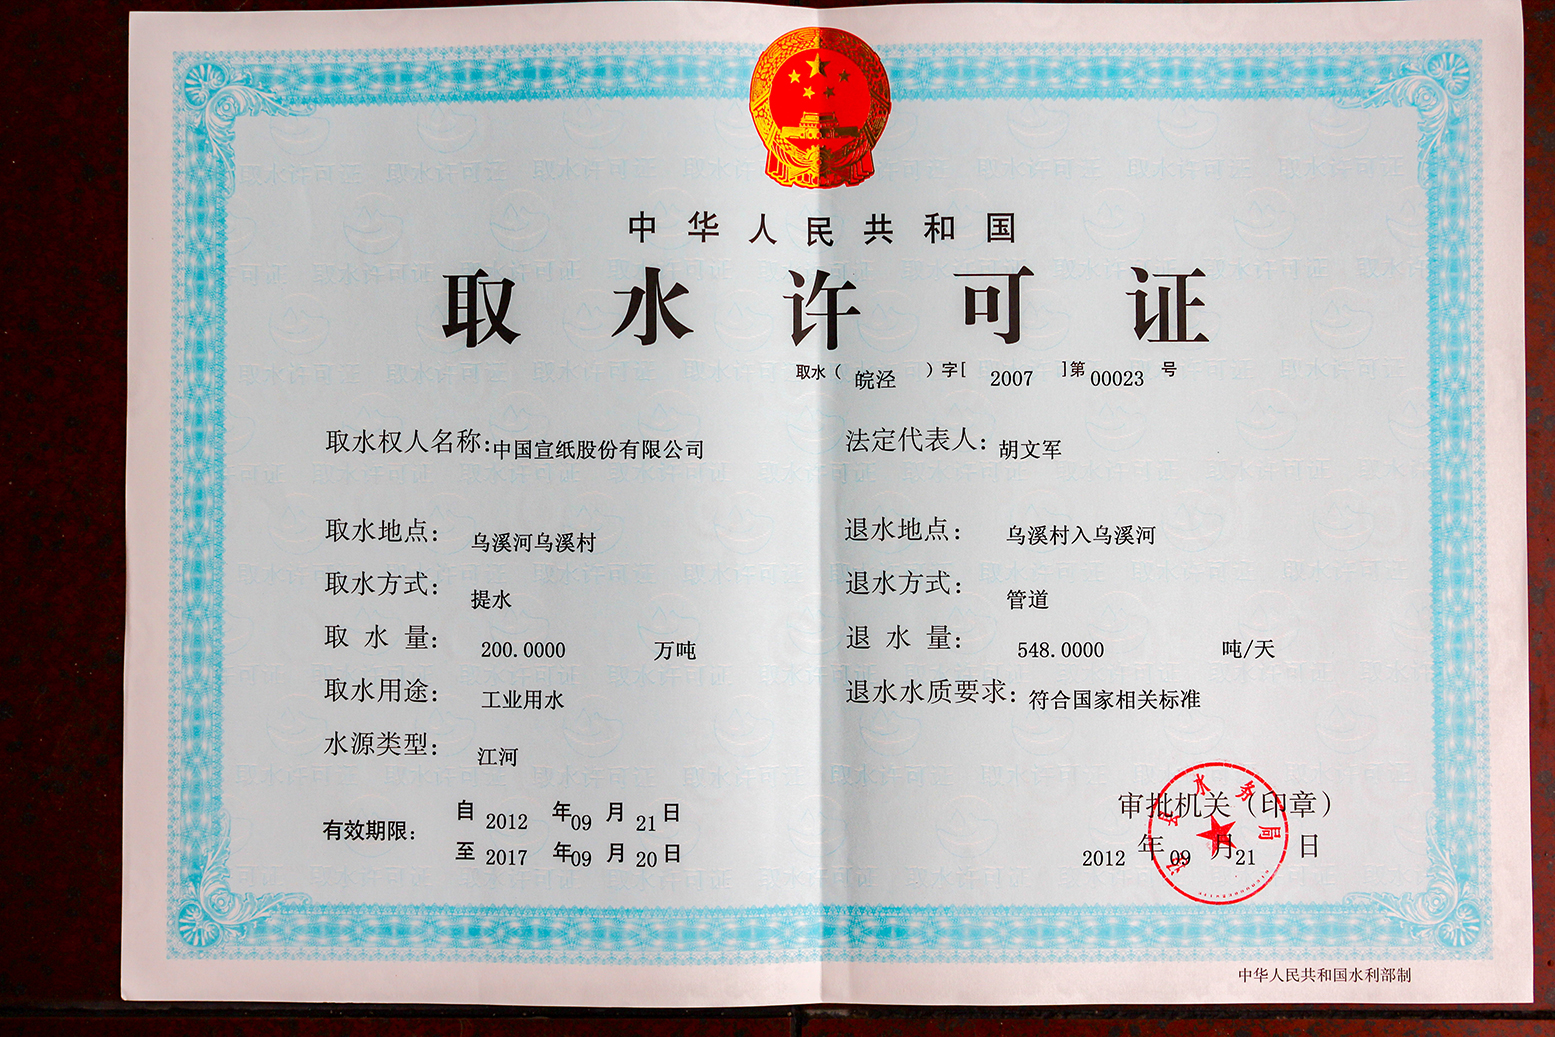 中华人民共和国
取水许可证
取水（皖泾）字[2007]第00023号
取水权人名称:中国宣纸股份有限公司
法定代表人:胡文军
取水地点:乌溪河乌溪村
退水地点:乌溪村入乌溪河
取水方式:提水
退水方式:管道
取水量:200.0000 万吨
退水量:548.0000 吨/天
取水用途:工业用水
退水水质要求:符合国家相关标准
水源类型:江河
有效期限:
自2012年09月21日
至2017年09月20日
审批机关（印章）
2012年09月21日
泾县水务局
中华人民共和国水利部制